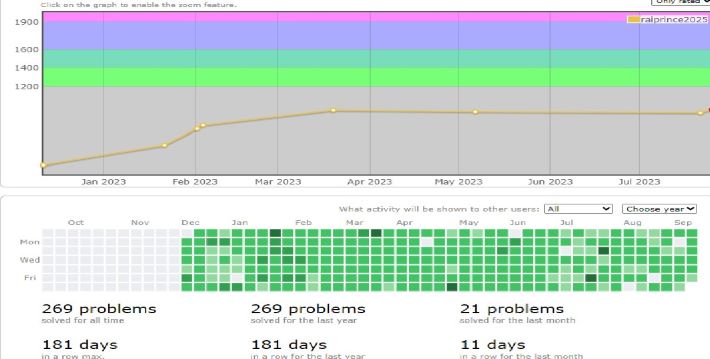 Click on the graph to enable the zoom feature.
Only rated
1900
raiprince2025
1600
1400
1200
Jan 2023 Feb 2023 Mar 2023 Apr 2023 May 2023 Jun 2023 Jul 2023
What activity will be shown to other users: All Choose year
Oct Nov Dec Jan Feb Mar Apr May Jun Jul Aug Sep
Mon
Wed
Fri
269 problems 269 problems 21 problems
solved for all time solved for the last year solved for the last month
181 days 181 days 11 days
in a row max. in a row for the last year in a row for the last month